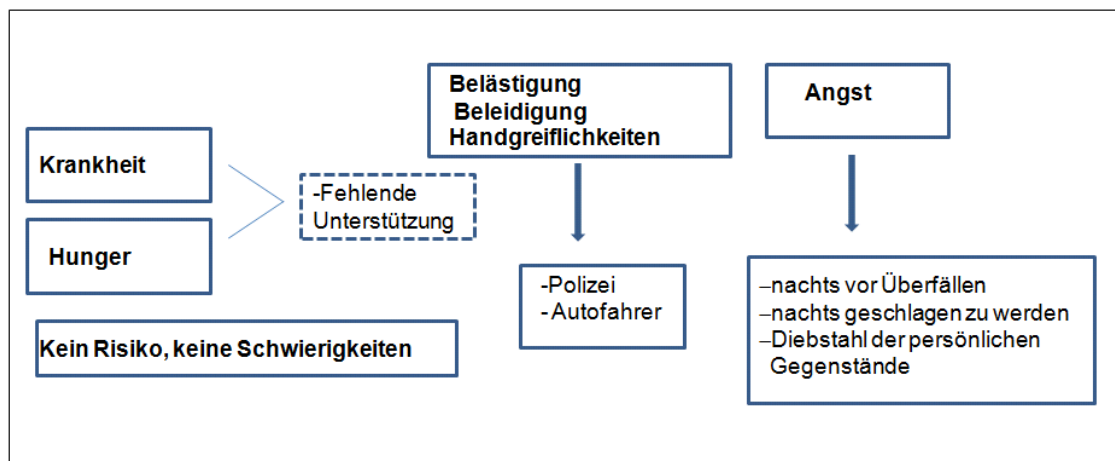 Krankheit
Hunger
-Fehlende
Unterstützung
Kein Risiko, keine Schwierigkeiten
Belästigung
Beleidigung
Handgreiflichkeiten
-Polizei
- Autofahrer
Angst
–nachts vor Überfällen
–nachts geschlagen zu werden
–Diebstahl der persönlichen
Gegenstände